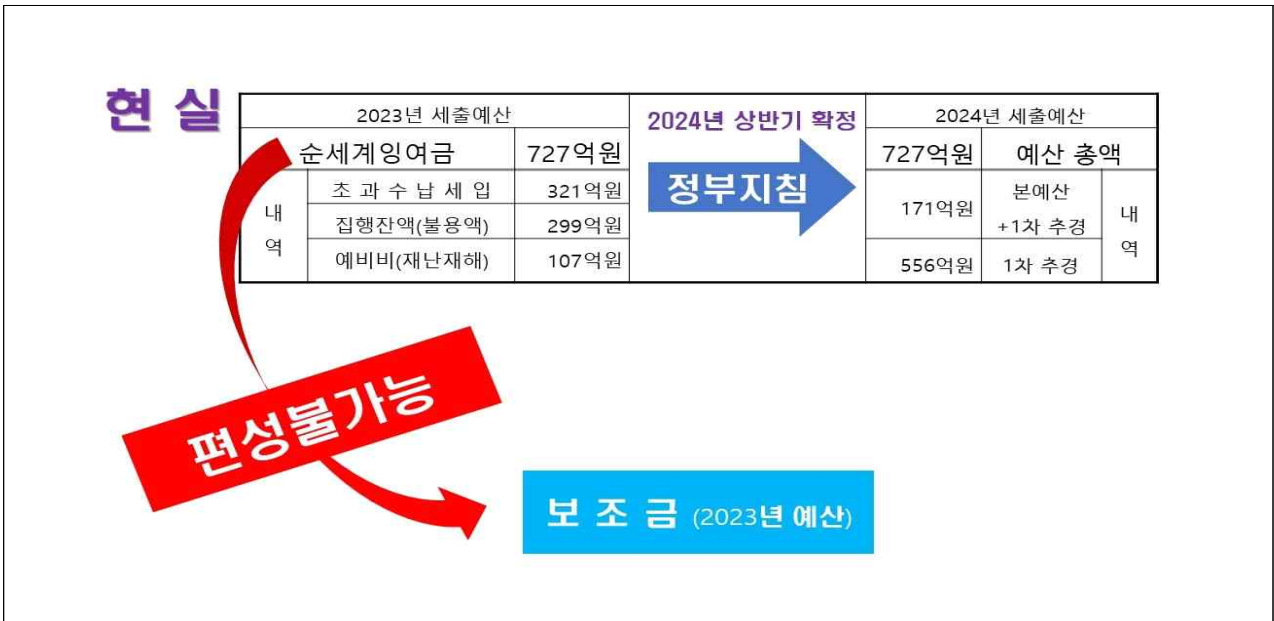 현 실
2023년 세출예산
2024년 상반기 확정
2024년 세출예산
순세계잉여금 727억원
정부지침
727억원 예산 총액
내
역
초 과 수 납 세 입 321억원
집행잔액(불용액) 299억원
예비비(재난재해) 107억원
171억원 본예산
+1차 추경
556억원 1차 추경
내
역
편성불가능
보 조 금 (2023년 예산)